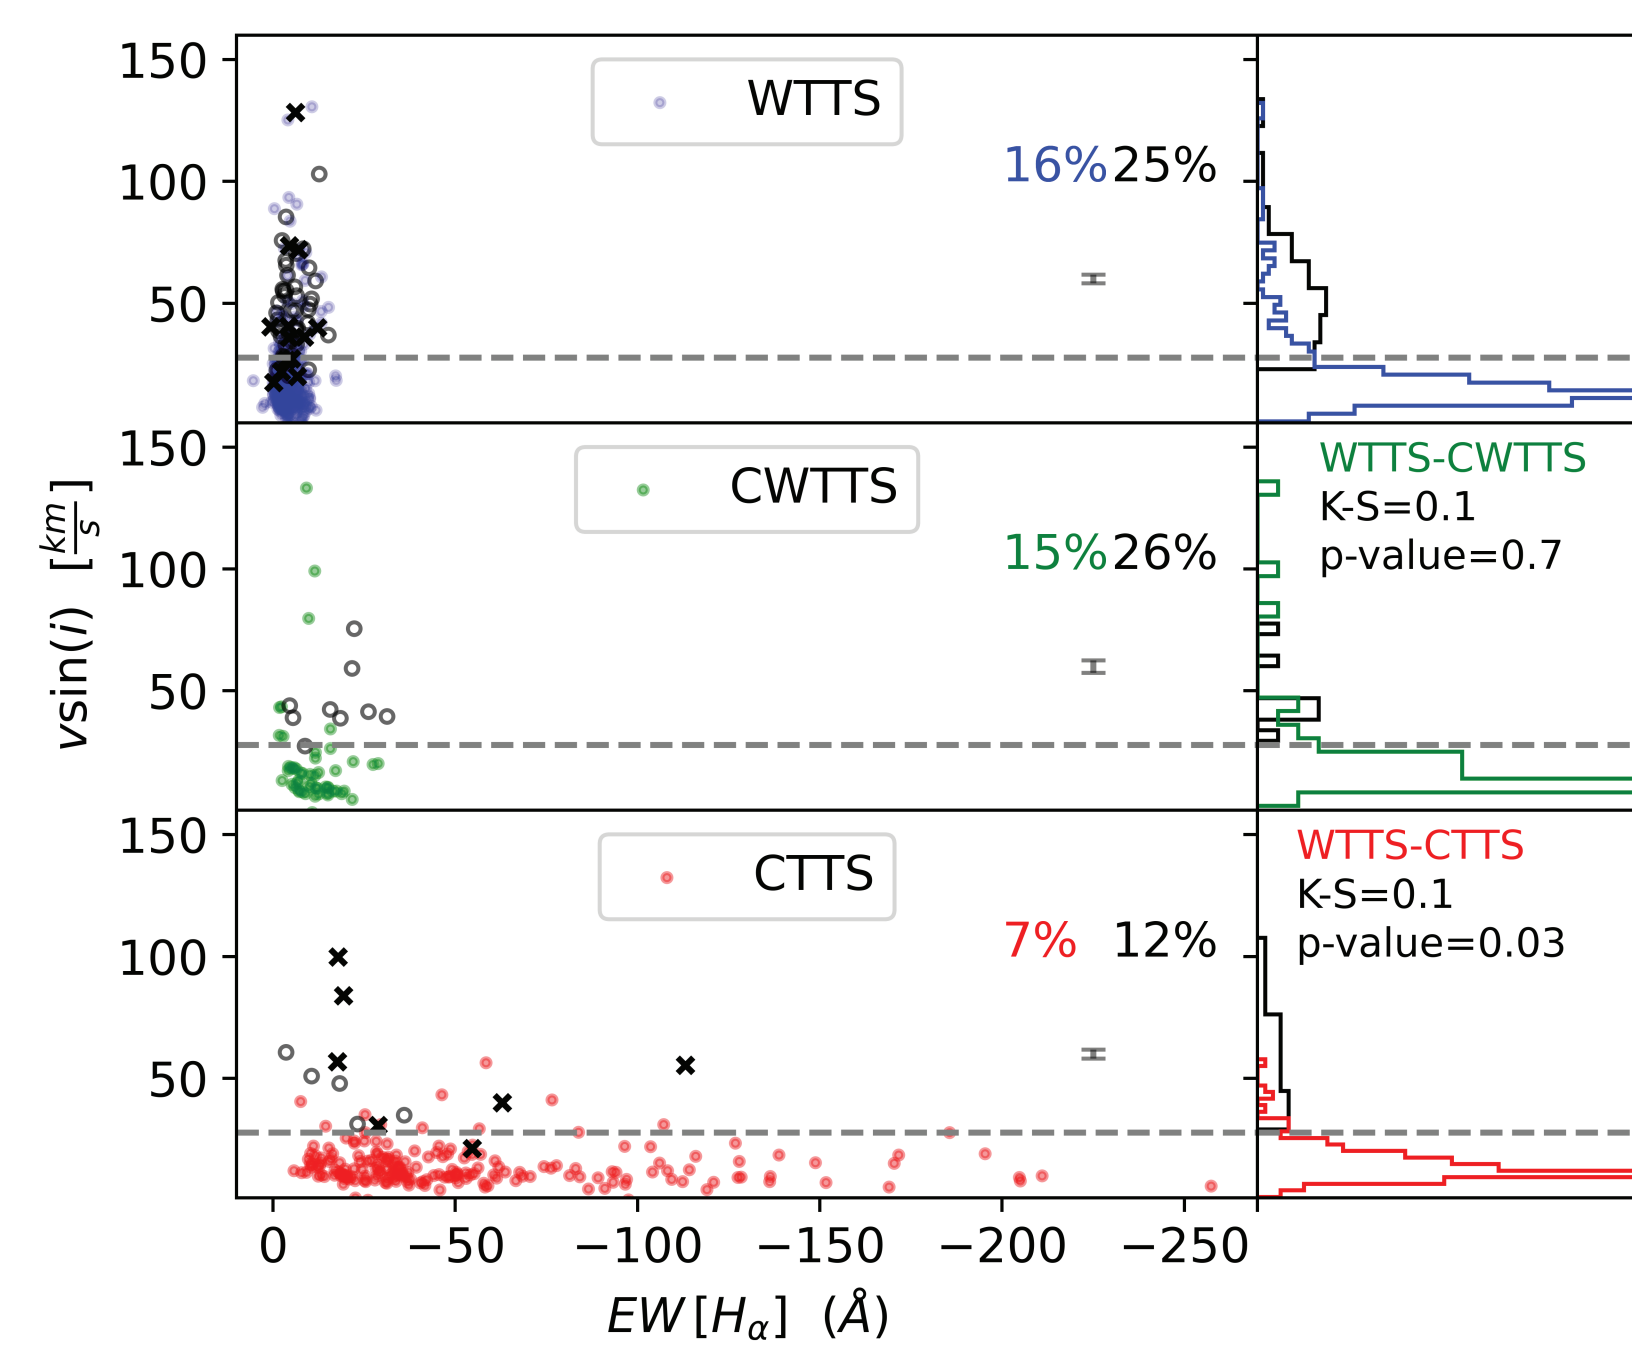 150
100
50
WTTS
16% 25%
150
100
50
CWTTS
15% 26%
WTTS-CWTTS
K-S=0.1
p-value=0.7
150
100
50
CTTS
7% 12%
WTTS-CTTS
K-S=0.1
p-value=0.03
vsin(i) [km/s]
0 −50 −100 −150 −200 −250
EW[Hα] (Å)